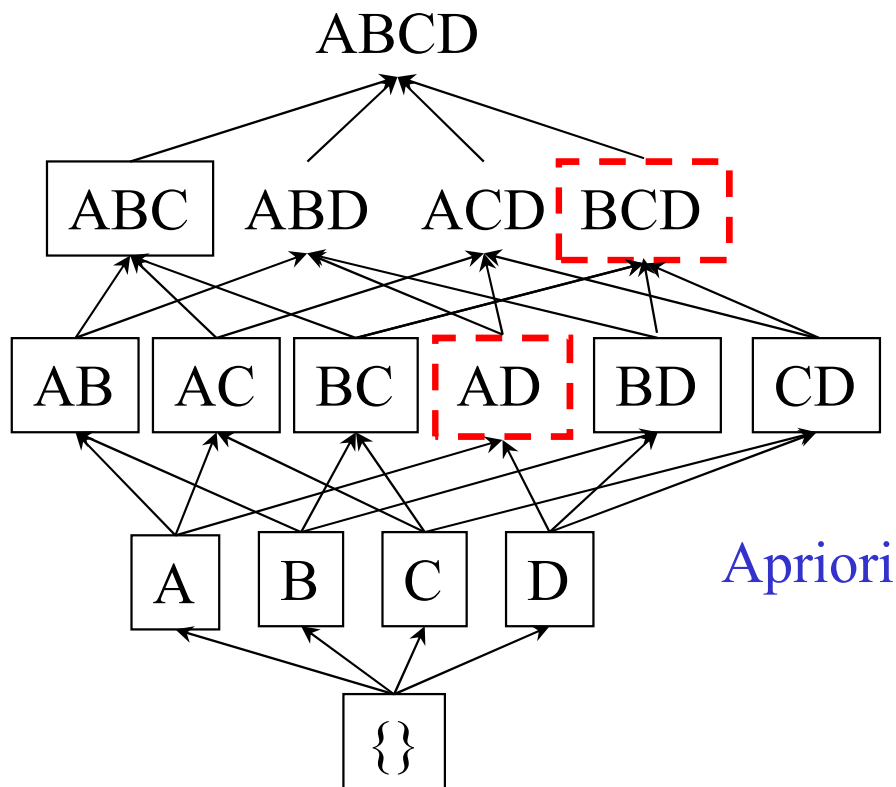 ABCD
ABC ABD ACD BCD
AB AC BC AD BD CD
A B C D
Apriori
{}